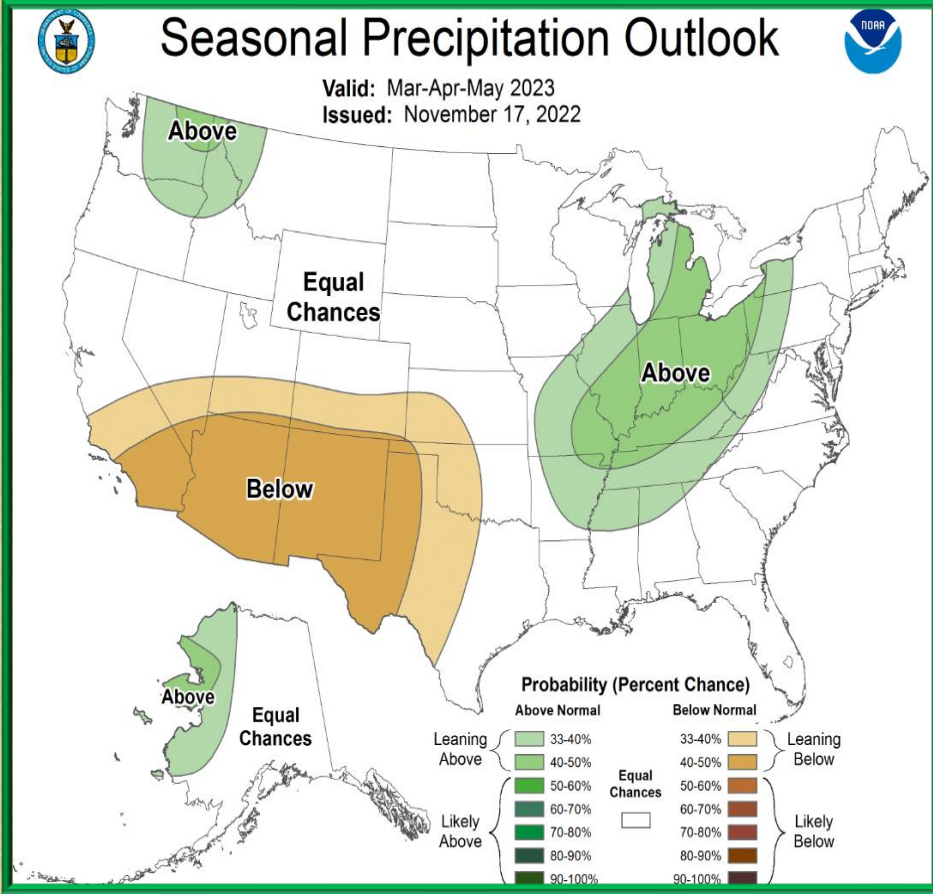 Seasonal Precipitation Outlook
NOAA
Valid: Mar-Apr-May 2023
Issued: November 17, 2022
Above
Equal
Chances
Above
Below
Above
Equal
Chances
Probability (Percent Chance)
Above Normal
Below Normal
Leaning
Above
33-40%
40-50%
33-40%
40-50%
Leaning
Below
Likely
Above
50-60%
60-70%
70-80%
80-90%
90-100%
Equal
Chances
50-60%
60-70%
70-80%
80-90%
90-100%
Likely
Below